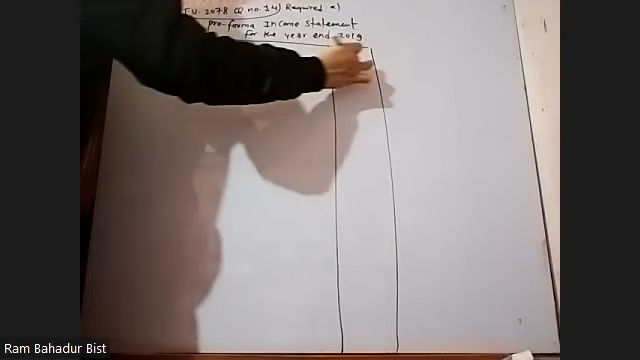 T.U. 2078 Q. no. 14) Required a)
Pro-forma Income Statement
For the year end 2019
Ram Bahadur Bist